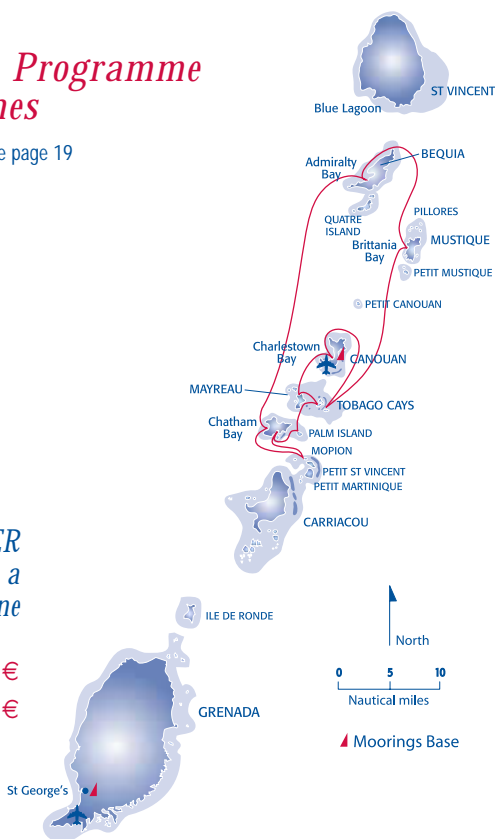 Programme
nes
e page 19
ST VINCENT
Blue Lagoon
BEQUIA
Admiralty
Bay
QUATRE
ISLAND
PILLORES
MUSTIQUE
Brittania
Bay
PETIT MUSTIQUE
PETIT CANOUAN
Charlestown
Bay
CANOUAN
MAYREAU
TOBAGO CAYS
Chatham
Bay
PALM ISLAND
MOPION
PETIT ST VINCENT
PETIT MARTINIQUE
CARRIACOU
ER
a
ne
€
€
ILE DE RONDE
North
0 5 10
Nautical miles
GRENADA
Moorings Base
St George's